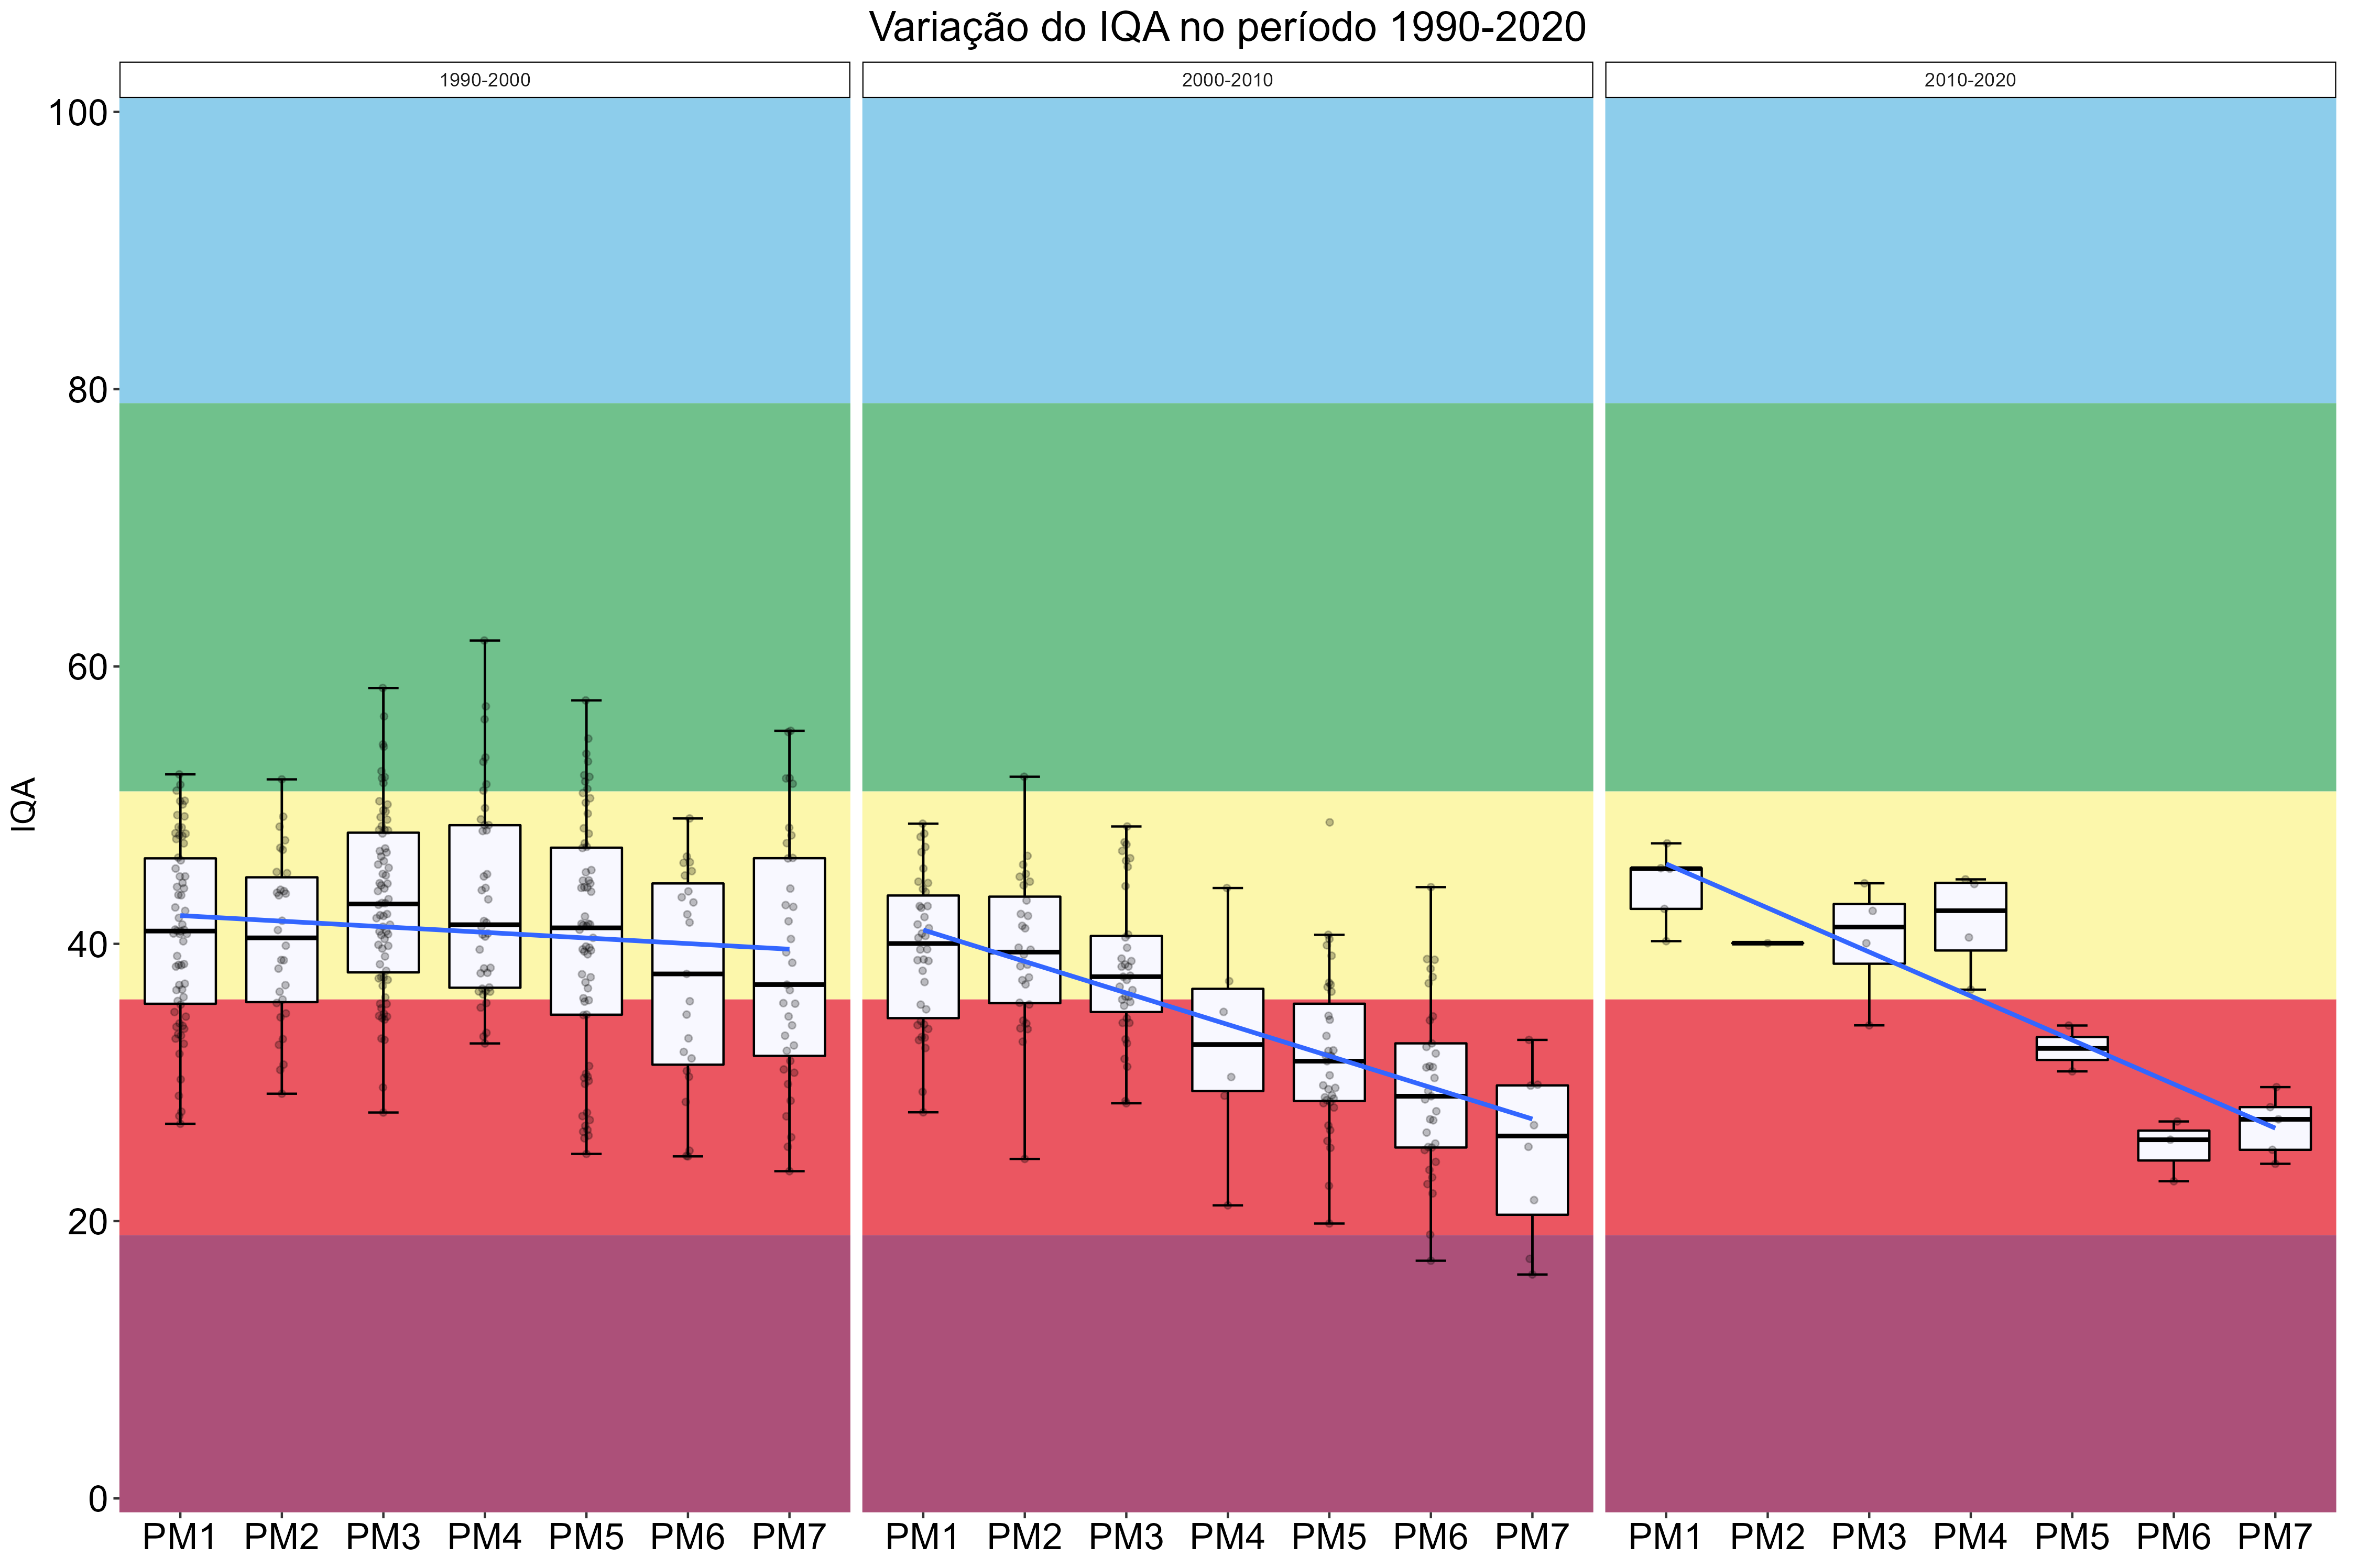 Variação do IQA no período 1990-2020
1990-2000 2000-2010 2010-2020
100
80
60
40
20
0
IQA
PM1 PM2 PM3 PM4 PM5 PM6 PM7 PM1 PM2 PM3 PM4 PM5 PM6 PM7 PM1 PM2 PM3 PM4 PM5 PM6 PM7